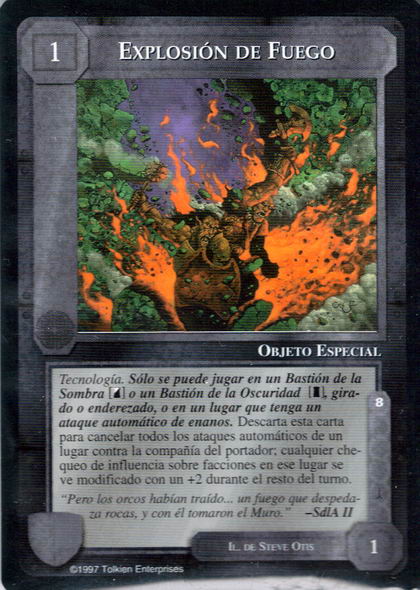 1
EXPLOSIÓN DE FUEGO
OBJETO ESPECIAL
Tecnología. Sólo se puede jugar en un Bastión de la
Sombra [] o un Bastión de la Oscuridad [], gira-
do o enderezado, o en un lugar que tenga un
ataque automático de enanos. Descarta esta carta
para cancelar todos los ataques automáticos de un
lugar contra la compañía del portador; cualquier che-
queo de influencia sobre facciones en ese lugar se
ve modificado con un +2 durante el resto del turno.
8
“Pero los orcos habían traído... un fuego que despeda-
za rocas, y con él tomaron el Muro.” –SdlA II
IL. DE STEVE OTIS
1
©1997 Tolkien Enterprises